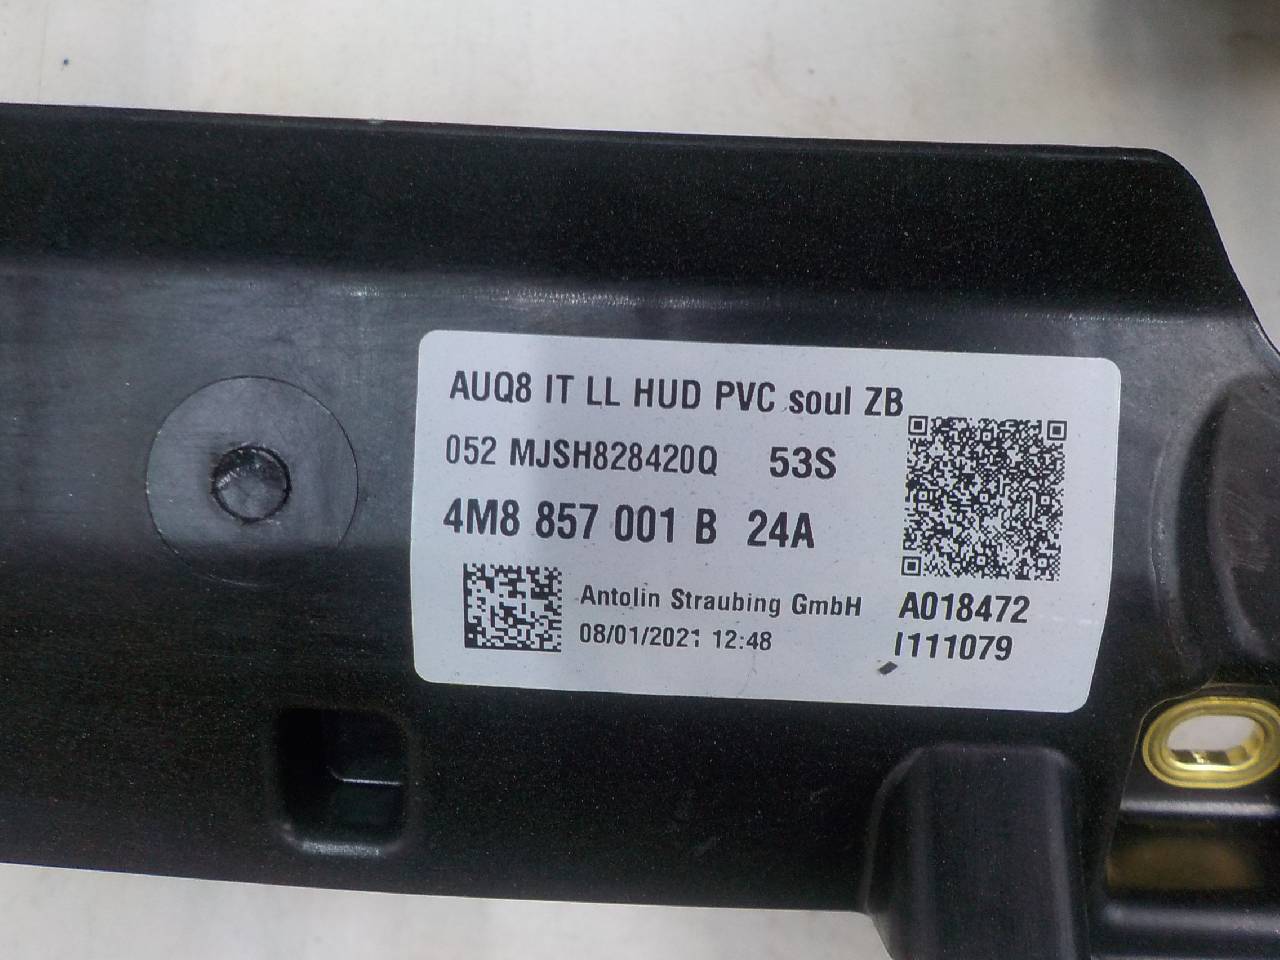 AUQ8 IT LL HUD PVC soul ZB
052 MJSH828420Q 53S
4M8 857 001 B 24A
Antolin Straubing GmbH
08/01/2021 12:48
A018472
I111079